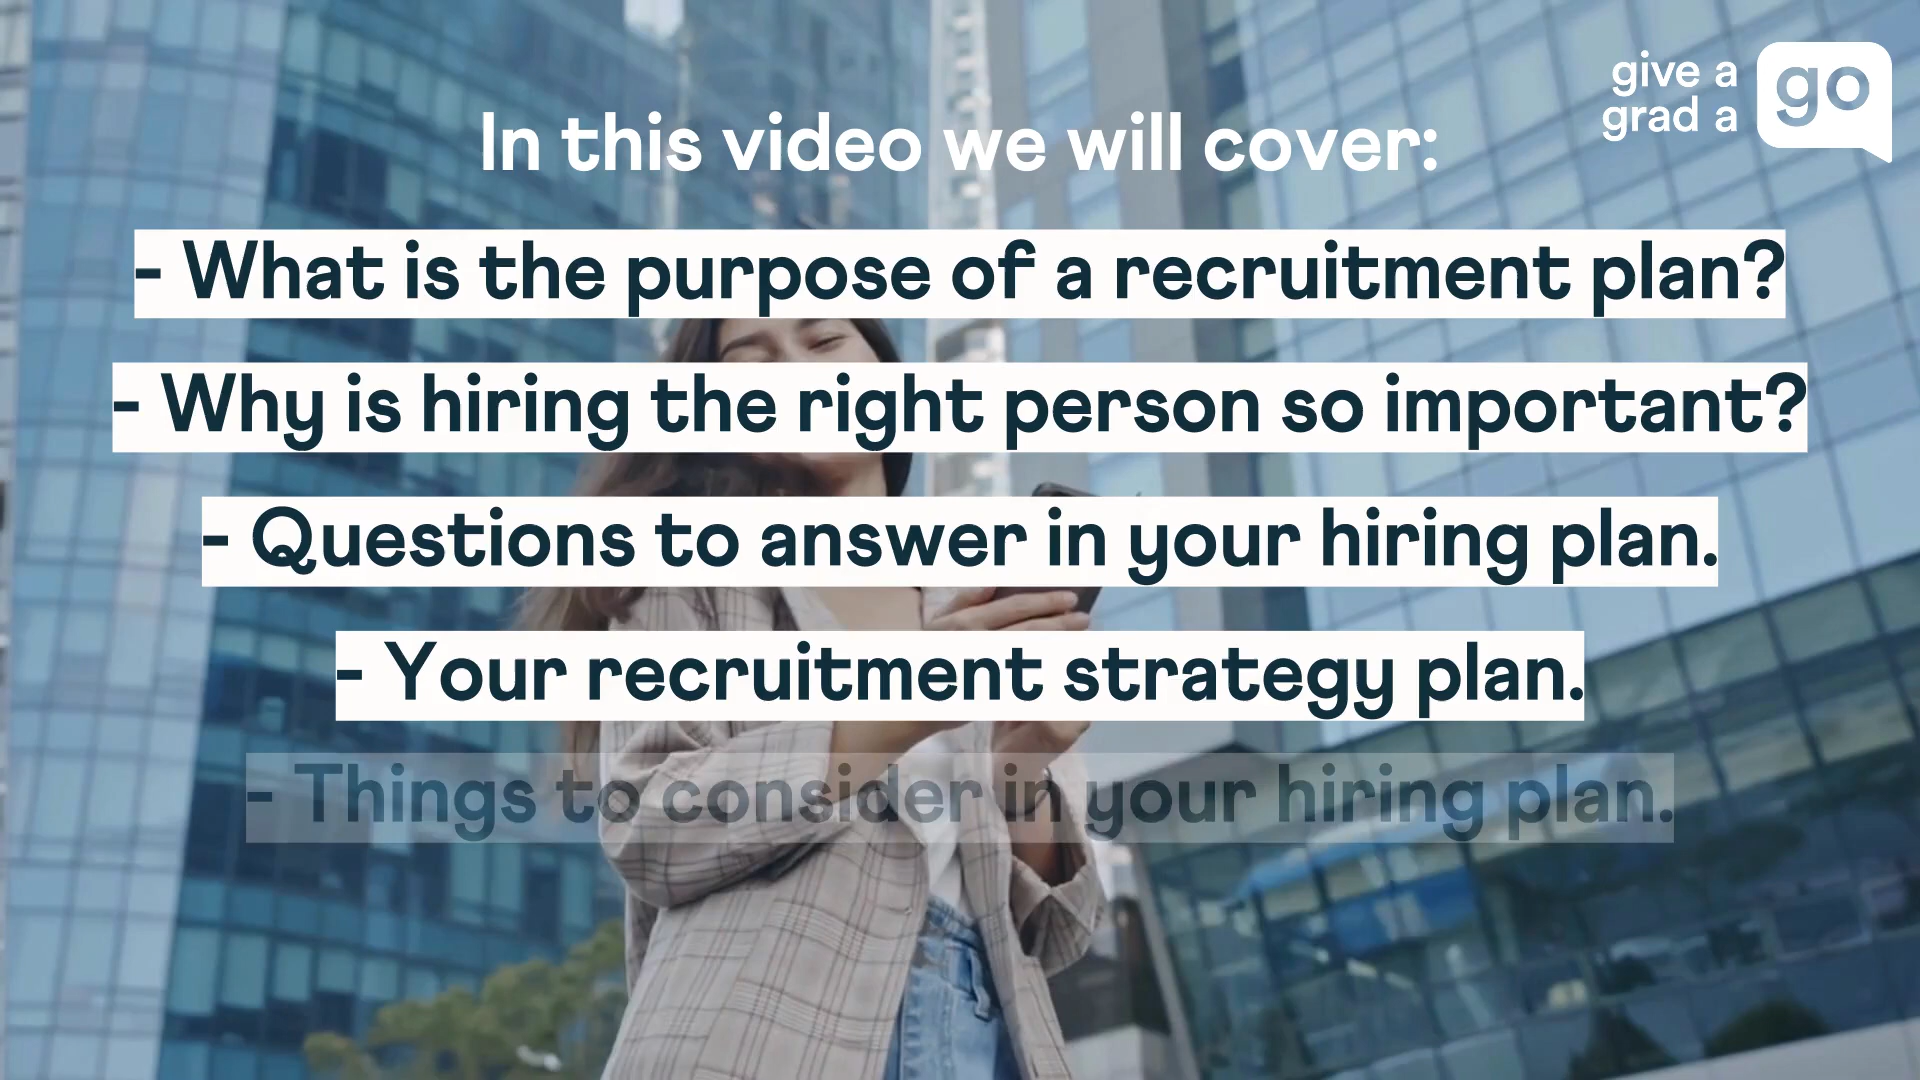 give a
grad a
go
In this video we will cover:
- What is the purpose of a recruitment plan?
- Why is hiring the right person so important?
- Questions to answer in your hiring plan.
- Your recruitment strategy plan.
- Things to consider in your hiring plan.